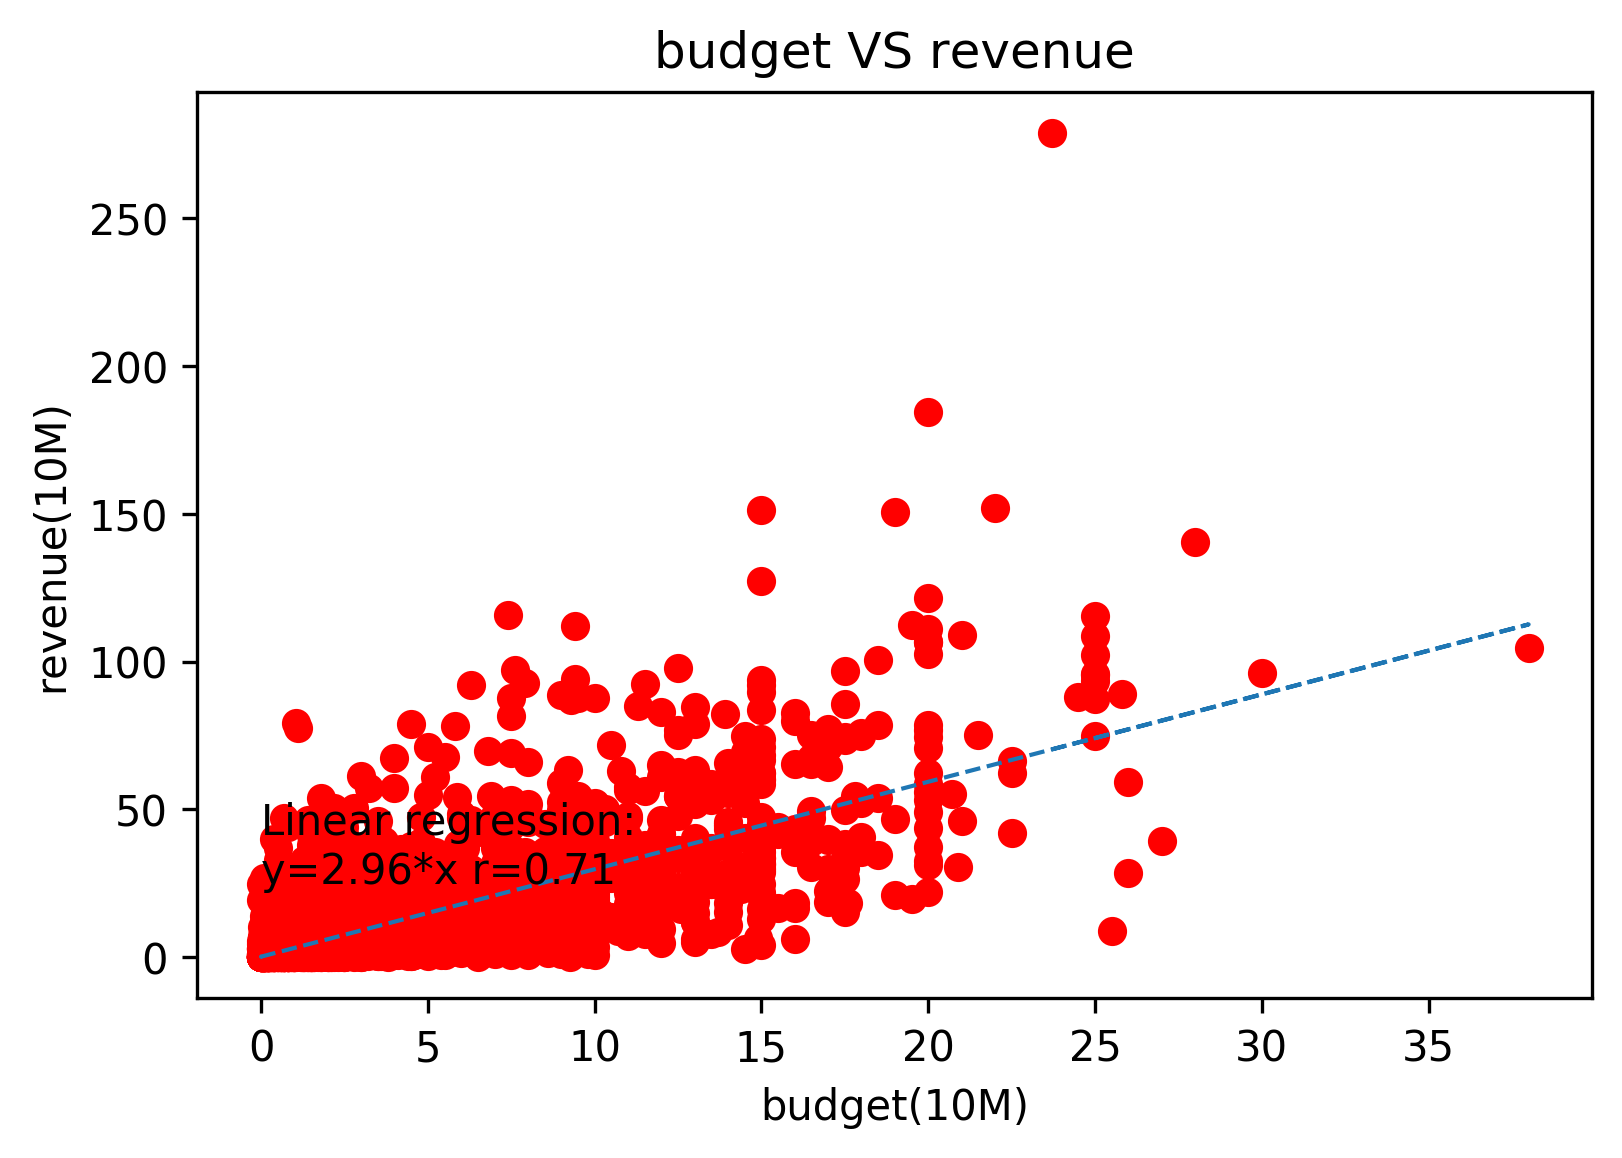 budget VS revenue
250
200
150
100
50
0
revenue(10M)
Linear regression:
y=2.96*x r=0.71
0 5 10 15 20 25 30 35
budget(10M)